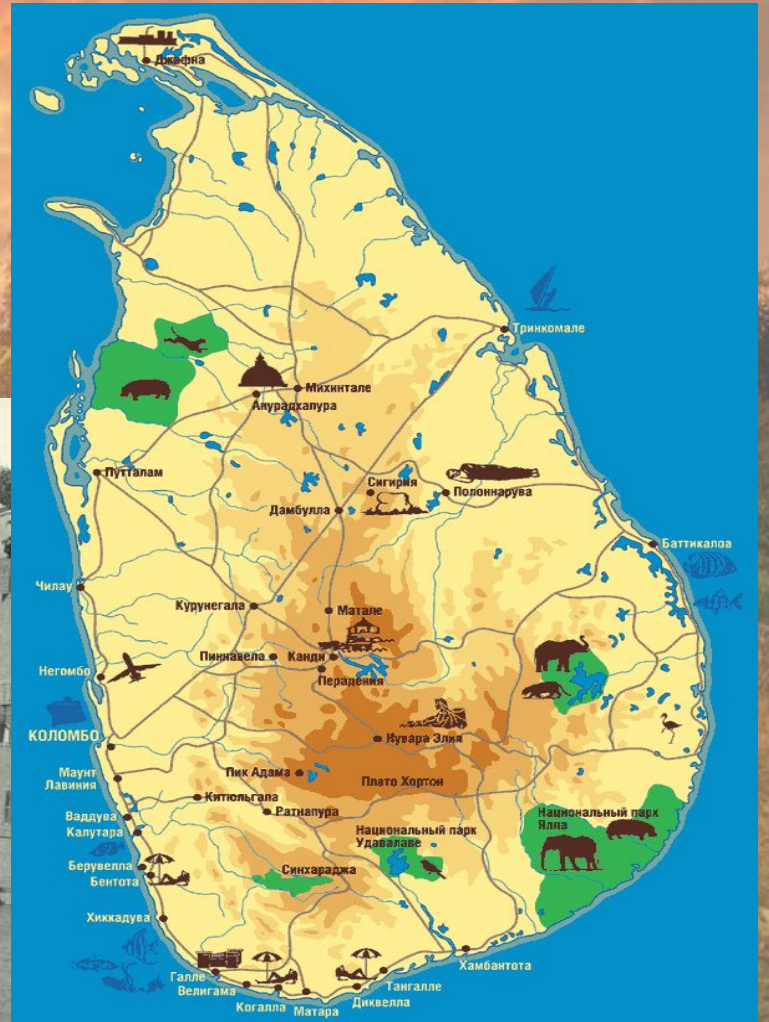 Джафна
Тринкомале
Михинтале
Анурадхапура
Путталам
Сигирия
Полоннарува
Дамбулла
Баттикалоа
Чилау
Курунегала
Матале
Пиннавела
Канди
Негомбо
Перадения
КОЛОМБО
Нувара Элия
Маунт
Лавиния
Пик Адама
Плато Хортон
Китюльгала
Ваддува
Ратнапура
Национальный парк
Ялла
Калутара
Национальный парк
Удавалаве
Берувелла
Синхараджа
Бентота
Хиккадува
Хамбантота
Галле
Тангалле
Велигама
Диквелла
Когалла
Матара